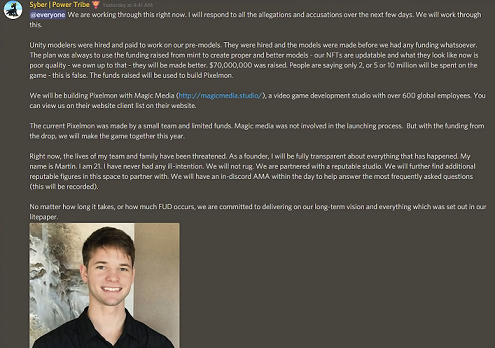 Syber | Power Tribe Yesterday at 4:41 AM
@everyone We are working through this right now. I will respond to all the allegations and accusations over the next few days. We will work through
this.
Unity modelers were hired and paid to work on our pre-models. They were hired and the models were made before we had any funding whatsoever.
The plan was always to use the funding raised from mint to create proper and better models - our NFTs are updatable and what they look like now is
poor quality - we own up to that - they will be made better. $70,000,000 was raised. People are saying only 2, or 5 or 10 million will be spent on the
game - this is false. The funds raised will be used to build Pixelmon.
We will be building Pixelmon with Magic Media (http://magicmedia.studio/), a video game development studio with over 600 global employees. You can
view us on their website client list on their website.
The current Pixelmon was made by a small team and limited funds. Magic media was not involved in the launching process. But with the funding from
the drop, we will make the game together this year.
Right now, the lives of my team and family have been threatened. As a founder, I will be fully transparent about everything that has happened. My
name is Martin. I am 21. I have never had any ill-intention. We will not rug. We are partnered with a reputable studio. We will further find additional
reputable figures in this space to partner with. We will have an in-discord AMA within the day to help answer the most frequently asked questions
(this will be recorded).
No matter how long it takes, or how much FUD occurs, we are committed to delivering on our long-term vision and everything which was set out in our
litepaper.